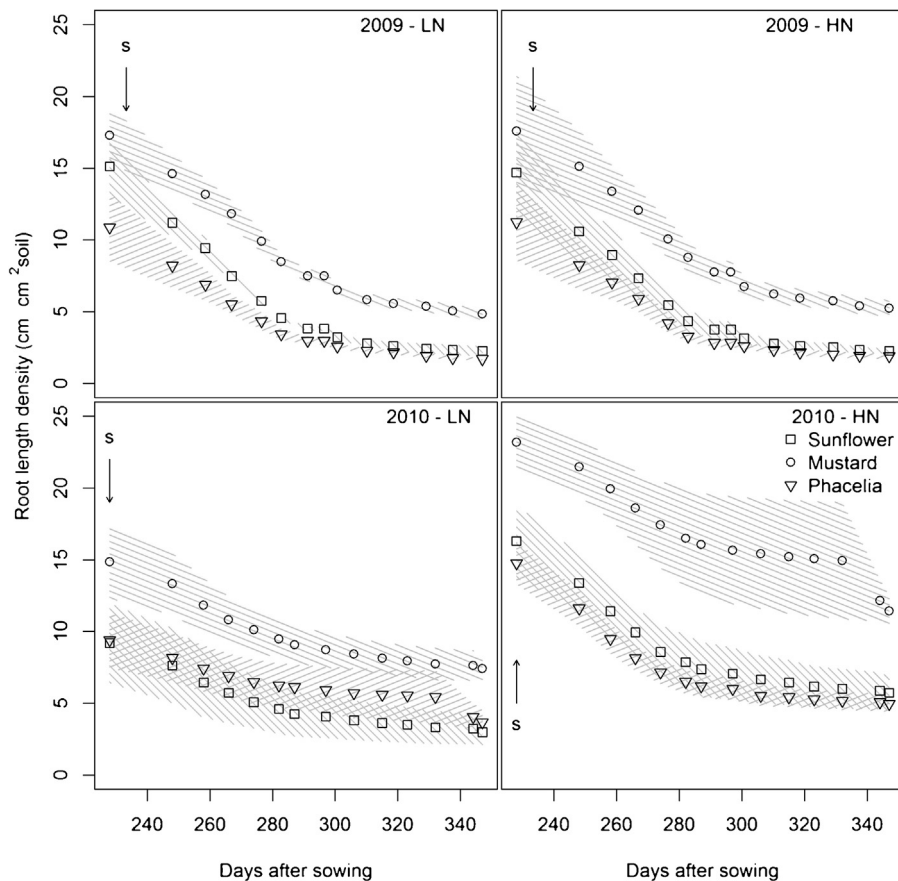 2009 - LN
2009 - HN
s
s
25
20
15
10
5
0
2010 - LN
2010 - HN
s
Sunflower
Mustard
Phacelia
s
25
20
15
10
5
0
Root length density (cm cm ²soil)
240 260 280 300 320 340
240 260 280 300 320 340
Days after sowing
Days after sowing